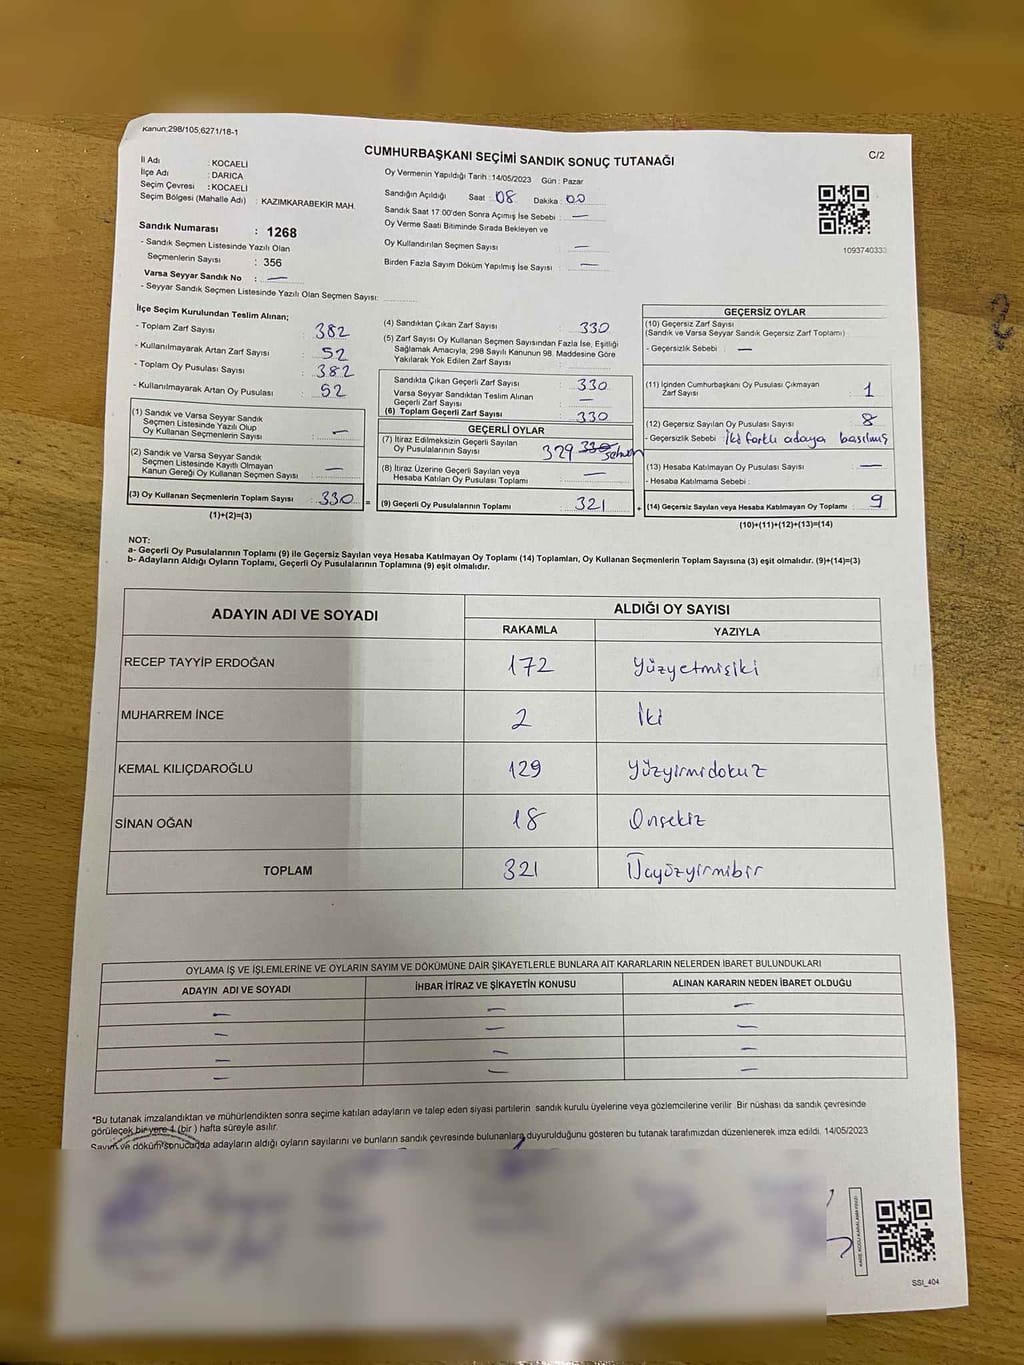 Kanun;298/105;6271/18-1
CUMHURBAŞKANI SEÇİMİ SANDIK SONUÇ TUTANAĞI
C/2
İl Adı : KOCAELİ
İlçe Adı : DARICA
Seçim Çevresi : KOCAELİ
Seçim Bölgesi (Mahalle Adı) : KAZIMKARABEKİR MAH.
Sandık Numarası : 1268
- Sandık Seçmen Listesinde Yazılı Olan
Seçmenlerin Sayısı : 356
Varsa Seyyar Sandık No : —
- Seyyar Sandık Seçmen Listesinde Yazılı Olan Seçmen Sayısı:
Oy Vermenin Yapıldığı Tarih : 14/05/2023 Gün : Pazar
Sandığın Açıldığı Saat 08 Dakika 00
Sandık Saat 17:00'den Sonra Açılmış İse Sebebi : —
Oy Verme Saati Bitiminde Sırada Bekleyen ve
Oy Kullandırılan Seçmen Sayısı —
Birden Fazla Sayım Döküm Yapılmış İse Sayısı : —
1093740333
İlçe Seçim Kurulundan Teslim Alınan;
- Toplam Zarf Sayısı : 382
- Kullanılmayarak Artan Zarf Sayısı : 52
- Toplam Oy Pusulası Sayısı : 382
- Kullanılmayarak Artan Oy Pusulası : 52
(1) Sandık ve Varsa Seyyar Sandık
Seçmen Listesinde Yazılı Olup
Oy Kullanan Seçmenlerin Sayısı : —
(2) Sandık ve Varsa Seyyar Sandık
Seçmen Listesinde Kayıtlı Olmayan
Kanun Gereği Oy Kullanan Seçmen Sayısı : —
(3) Oy Kullanan Seçmenlerin Toplam Sayısı : 330 =
(1)+(2)=(3)
(4) Sandıktan Çıkan Zarf Sayısı : 330
(5) Zarf Sayısı Oy Kullanan Seçmen Sayısından Fazla İse, Eşitliği
Sağlamak Amacıyla, 298 Sayılı Kanunun 98. Maddesine Göre
Yakılarak Yok Edilen Zarf Sayısı :
Sandıkta Çıkan Geçerli Zarf Sayısı : 330
Varsa Seyyar Sandıktan Teslim Alınan
Geçerli Zarf Sayısı : —
(6) Toplam Geçerli Zarf Sayısı : 330
GEÇERLİ OYLAR
(7) İtiraz Edilmeksizin Geçerli Sayılan
Oy Pusulalarının Sayısı : 329 330
(8) İtiraz Üzerine Geçerli Sayılan veya
Hesaba Katılan Oy Pusulası Toplamı : —
(9) Geçerli Oy Pusulalarının Toplamı : 321 +
GEÇERSİZ OYLAR
(10) Geçersiz Zarf Sayısı
(Sandık ve Varsa Seyyar Sandık Geçersiz Zarf Toplamı)
- Geçersizlik Sebebi : —
(11) İçinden Cumhurbaşkanı Oy Pusulası Çıkmayan
Zarf Sayısı : 1
(12) Geçersiz Sayılan Oy Pusulası Sayısı : 8
- Geçersizlik Sebebi : İki farklı adaya basılmış
(13) Hesaba Katılmayan Oy Pusulası Sayısı : —
- Hesaba Katılmama Sebebi :
(14) Geçersiz Sayılan veya Hesaba Katılmayan Oy Toplamı : 9
(10)+(11)+(12)+(13)=(14)
NOT:
a- Geçerli Oy Pusulalarının Toplamı (9) ile Geçersiz Sayılan veya Hesaba Katılmayan Oy Toplamı (14) Toplamları, Oy Kullanan Seçmenlerin Toplam Sayısına (3) eşit olmalıdır. (9)+(14)=(3)
b- Adayların Aldığı Oyların Toplamı, Geçerli Oy Pusulalarının Toplamına (9) eşit olmalıdır.
ADAYIN ADI VE SOYADI
ALDIĞI OY SAYISI
RAKAMLA YAZIYLA
RECEP TAYYİP ERDOĞAN 172 Yüzyetmişiki
MUHARREM İNCE 2 İki
KEMAL KILIÇDAROĞLU 129 Yüzyirmidokuz
SİNAN OĞAN 18 Onsekiz
TOPLAM 321 Üçyüzyirmibir
OYLAMA İŞ VE İŞLEMLERİNE VE OYLARIN SAYIM VE DÖKÜMÜNE DAİR ŞİKAYETLERLE BUNLARA AİT KARARLARIN NELERDEN İBARET BULUNDUKLARI
ADAYIN ADI VE SOYADI İHBAR İTİRAZ VE ŞİKAYETİN KONUSU ALINAN KARARIN NEDEN İBARET OLDUĞU
— — —
— — —
— — —
— — —
*Bu tutanak imzalandıktan ve mühürlendikten sonra seçime katılan adayların ve talep eden siyasi partilerin sandık kurulu üyelerine veya gözlemcilerine verilir Bir nüshası da sandık çevresinde
görülecek bir yere 1 (bir ) hafta süreyle asılır.
Sayım ve döküm sonucunda adayların aldığı oyların sayılarını ve bunların sandık çevresinde bulunanlara duyurulduğunu gösteren bu tutanak tarafımızdan düzenlenerek imza edildi. 14/05/2023
SSI_404